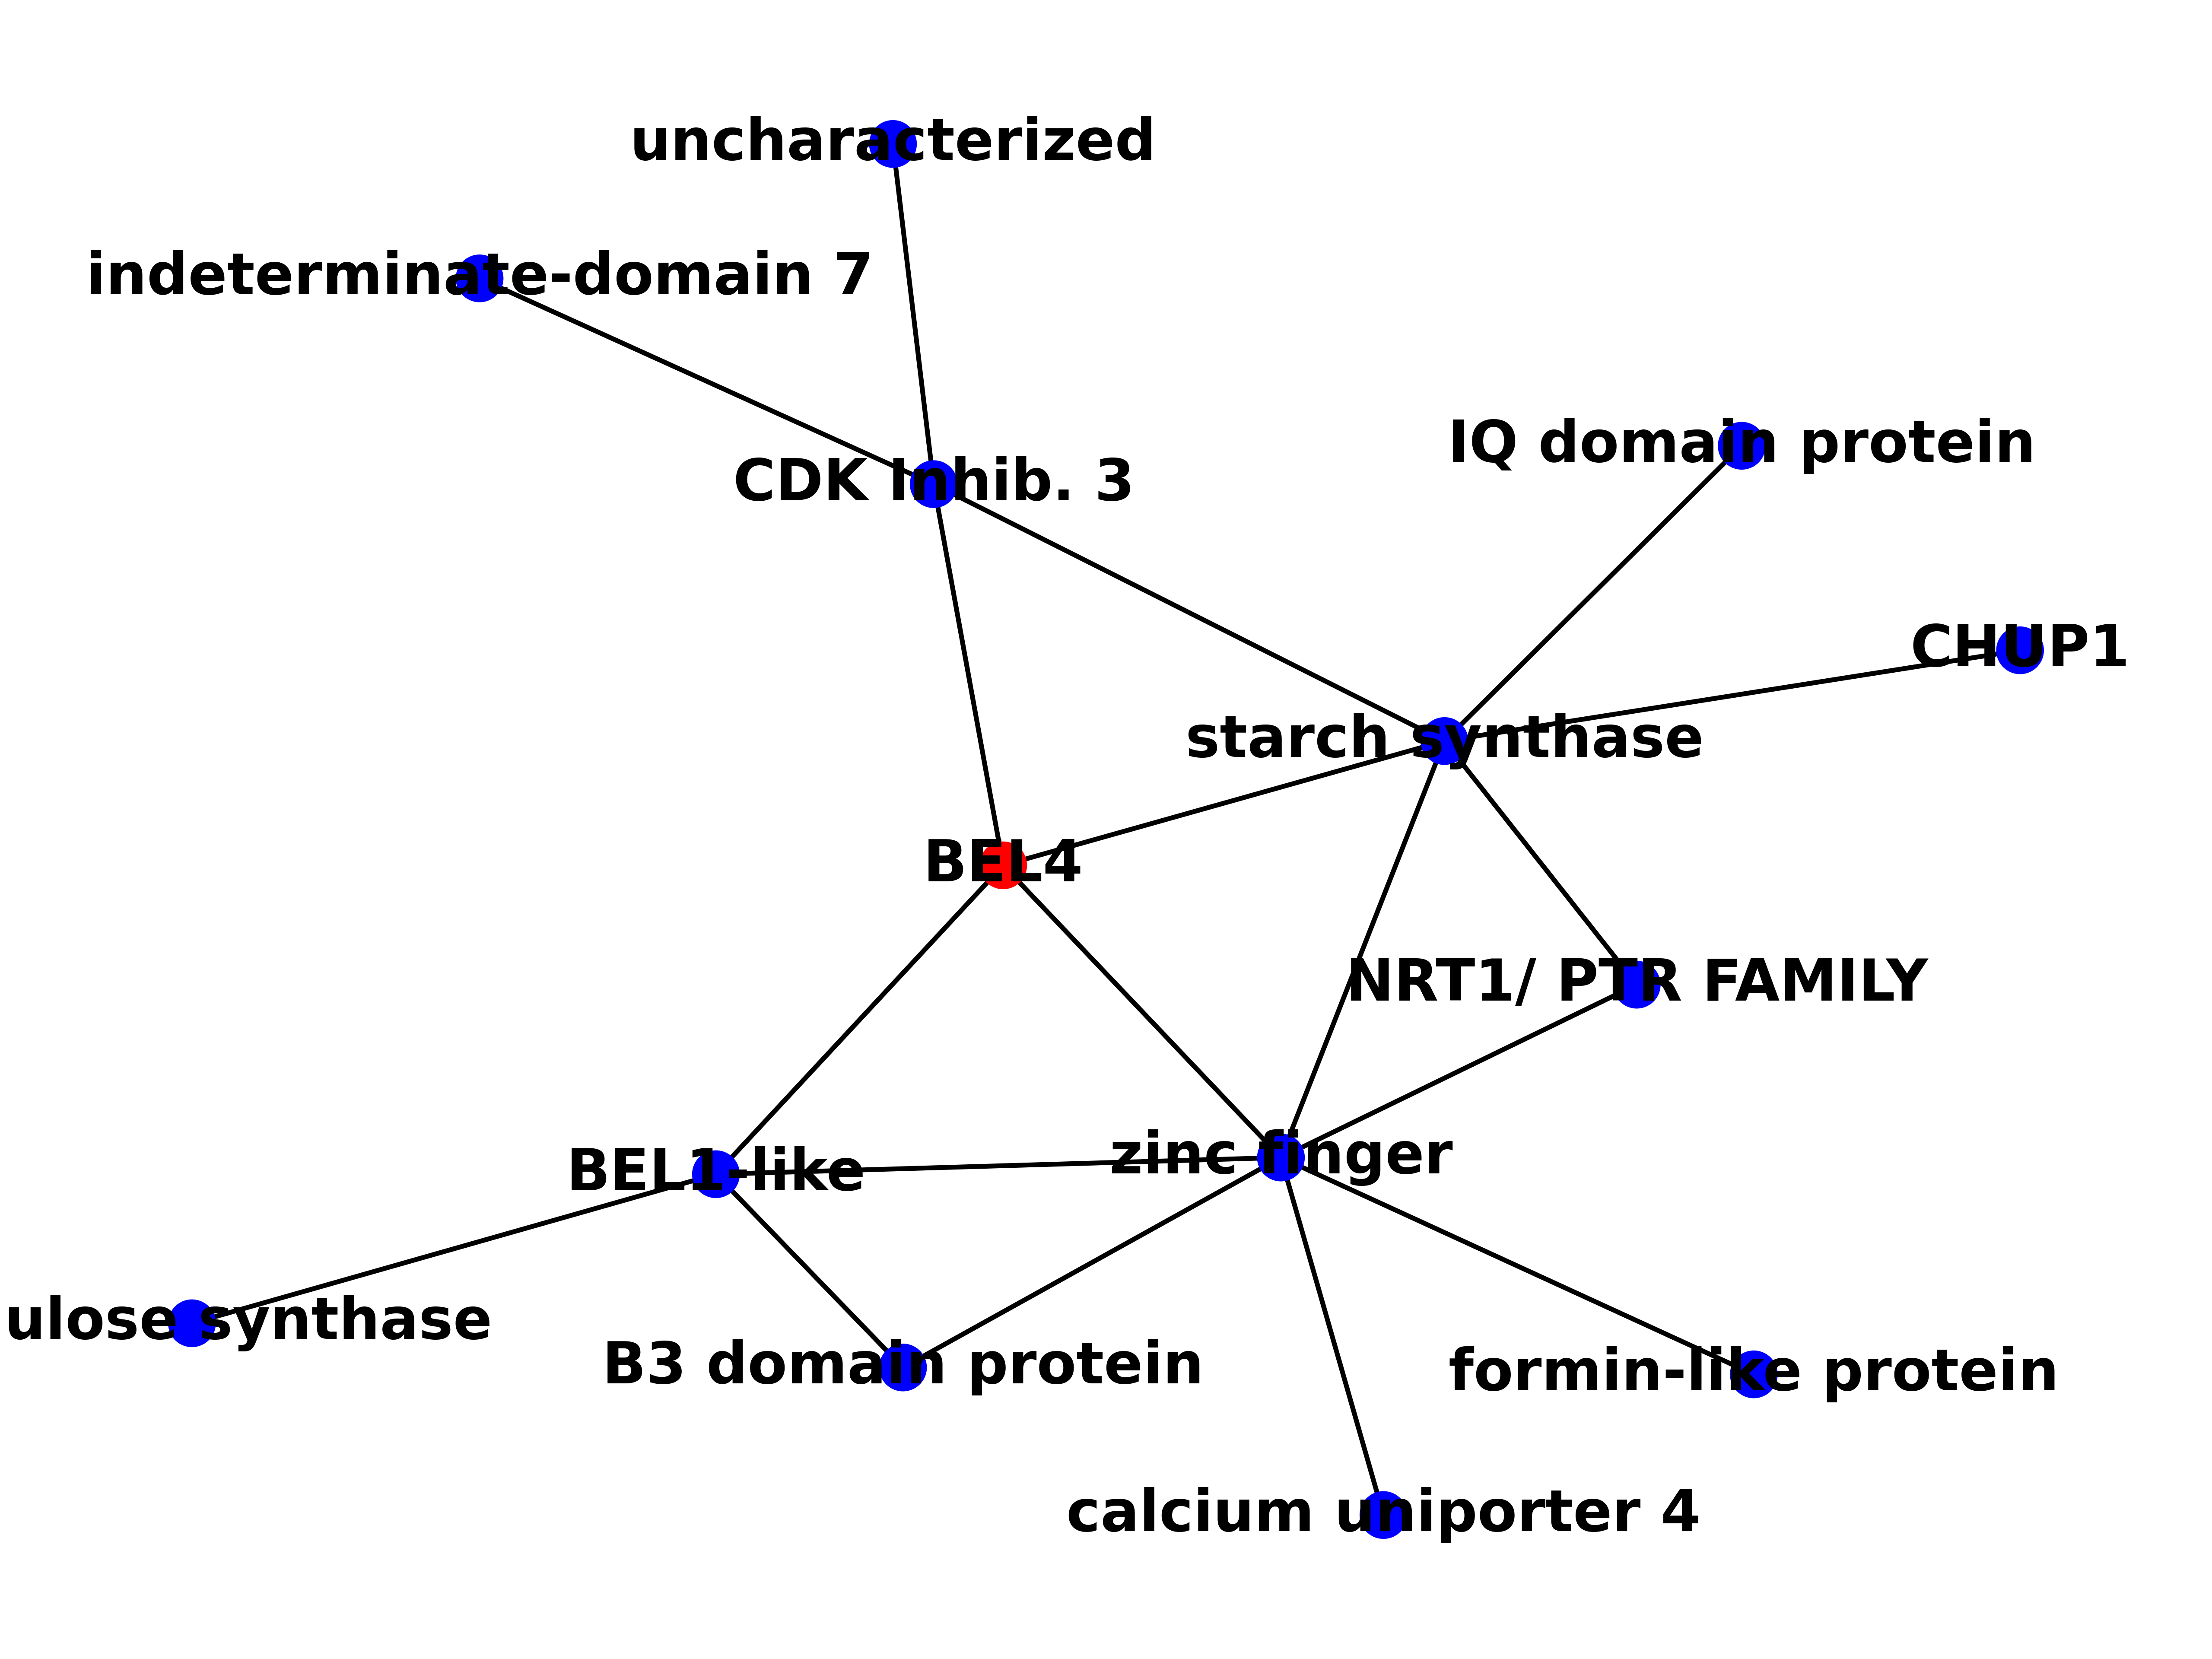 uncharacterized
indeterminate-domain 7
IQ domain protein
CDK Inhib. 3
CHUP1
starch synthase
BEL4
NRT1/ PTR FAMILY
zinc finger
BEL1-like
ulose synthase
B3 domain protein
formin-like protein
calcium uniporter 4